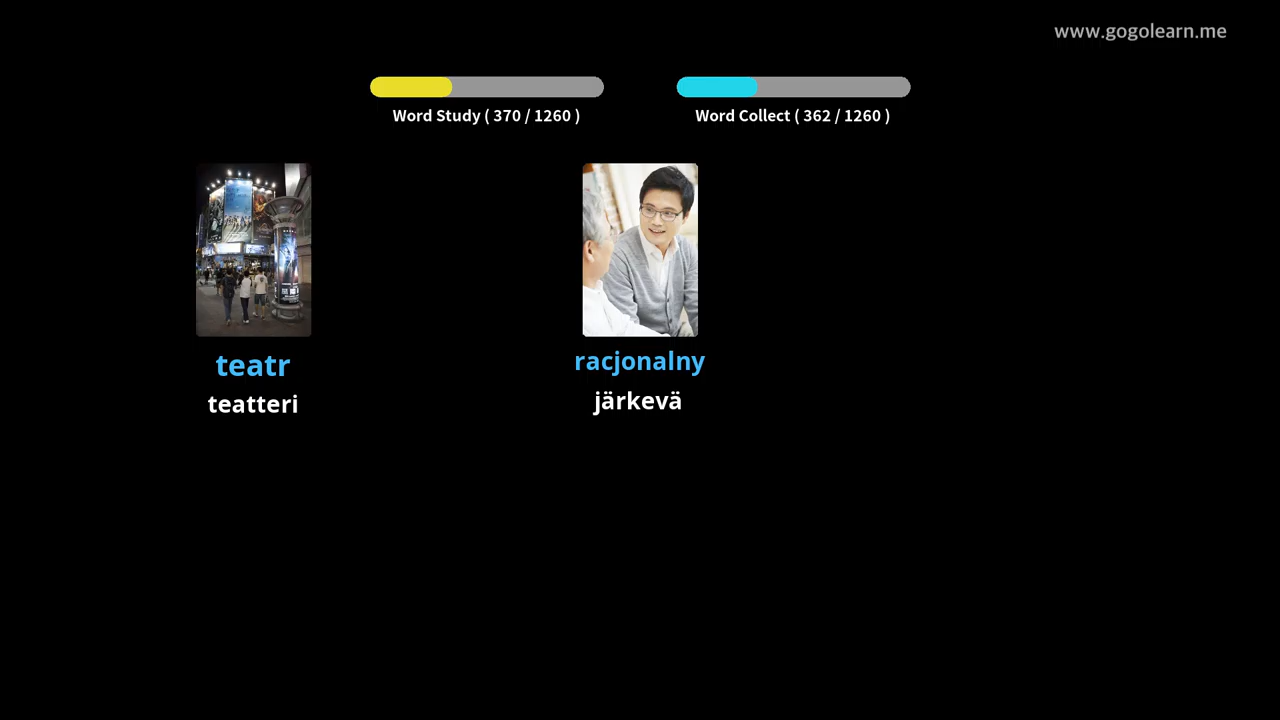 www.gogolearn.me
Word Study ( 370 / 1260 )
Word Collect ( 362 / 1260 )
teatr
teatteri
racjonalny
järkevä